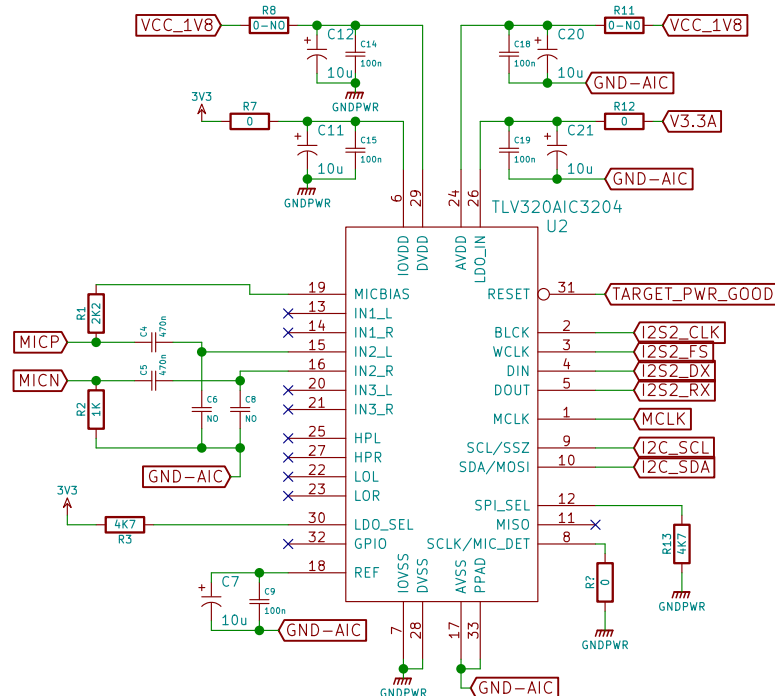 VCC_1V8
R8
0-NO
C12
10u
C14
100n
GNDPWR
R11
0-NO
VCC_1V8
C18
100n
C20
10u
GND-AIC
3V3
R7
0
C11
10u
C15
100n
GNDPWR
R12
0
V3.3A
C19
100n
C21
10u
GND-AIC
6
29
24
26
TLV320AIC3204
U2
IOVDD
DVDD
AVDD
LDO_IN
19
MICBIAS
RESET
31
TARGET_PWR_GOOD
R1
2K2
13
IN1_L
14
IN1_R
BLCK
2
I2S2_CLK
MICP
C4
470n
15
IN2_L
WCLK
3
I2S2_FS
MICN
C5
470n
16
IN2_R
DIN
4
I2S2_DX
20
IN3_L
DOUT
5
I2S2_RX
R2
1K
C6
NO
C8
NO
21
IN3_R
MCLK
1
MCLK
25
HPL
SCL/SSZ
9
I2C_SCL
27
HPR
SDA/MOSI
10
I2C_SDA
GND-AIC
22
LOL
23
LOR
SPI_SEL
12
3V3
4K7
R3
30
LDO_SEL
MISO
11
32
GPIO
SCLK/MIC_DET
8
R13
4K7
GNDPWR
18
REF
C7
10u
C9
100n
GND-AIC
IOVSS
DVSS
AVSS
PPAD
R?
0
GNDPWR
7
28
17
33
GNDPWR
GND-AIC